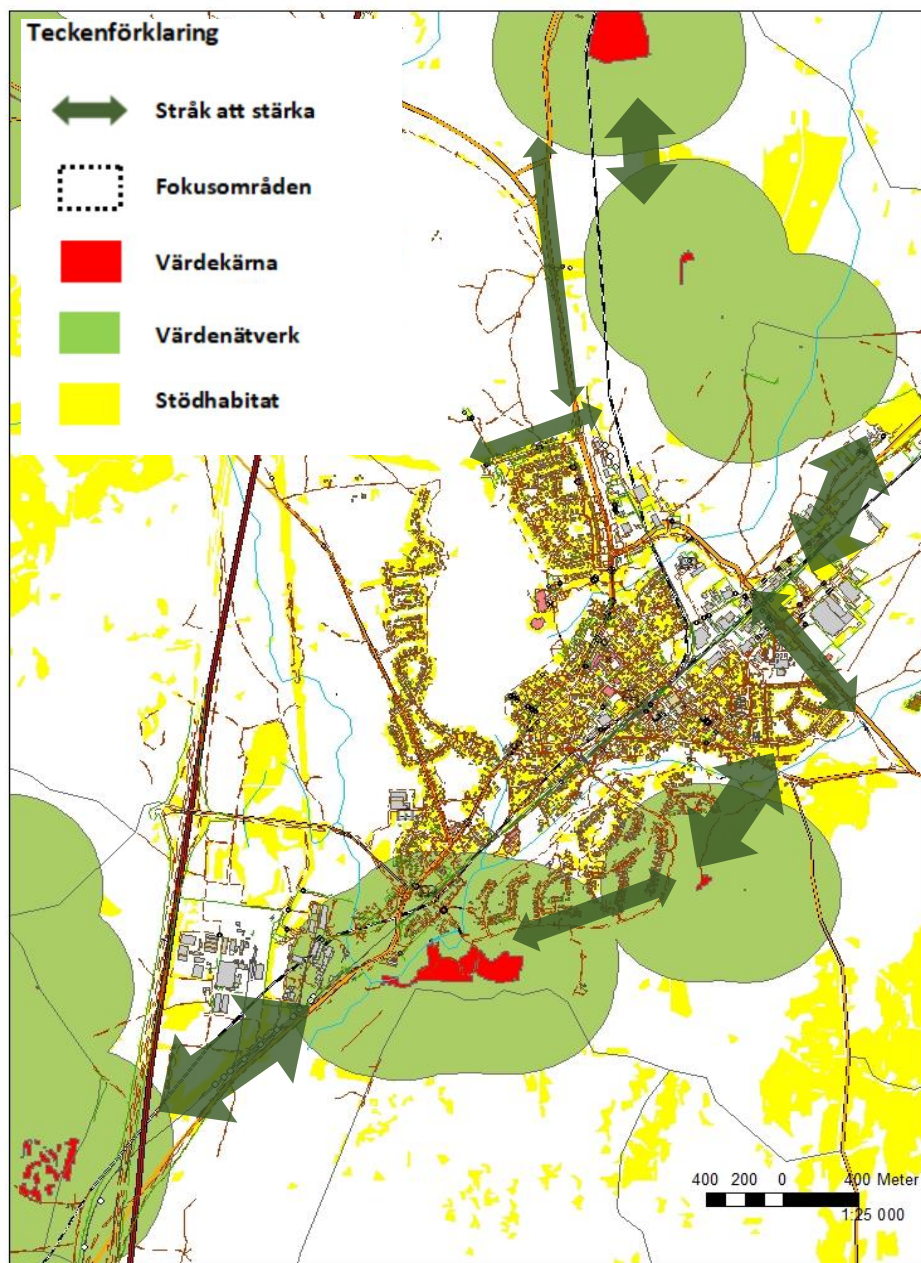 Teckenförklaring
Stråk att stärka
Fokusområden
Värdekärna
Värdenätverk
Stödhabitat
400 200 0 400 Meter
1:25 000